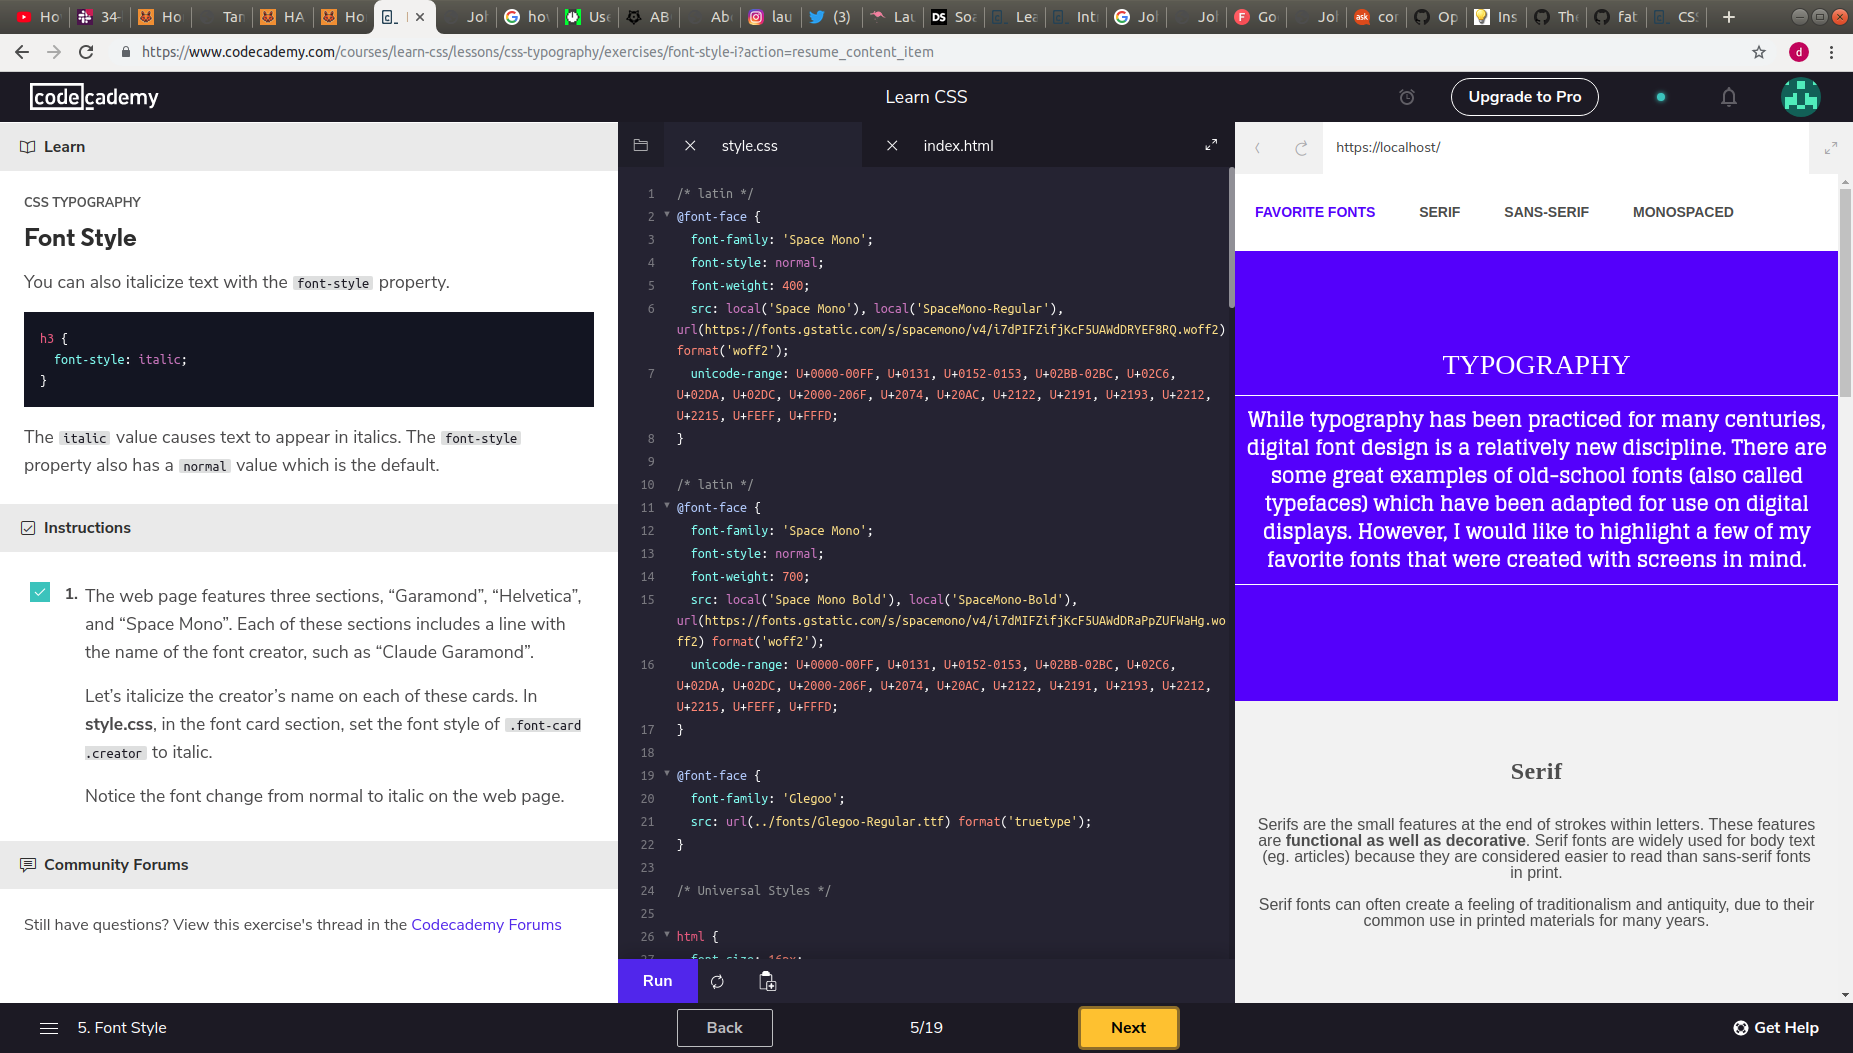 Ho
34-
Ho
Tar
HA
Ho
Joł
hov
Use
AB
Abo
lau
(3)
Lau
DS
Soa
Lea
Intr
Joł
Joł
Go
Joł
ask
cor
Op
Ins
The
fat
CSS
https://www.codecademy.com/courses/learn-css/lessons/css-typography/exercises/font-style-i?action=resume_content_item
d
codecademy
Learn CSS
Upgrade to Pro
Learn
CSS TYPOGRAPHY
Font Style
You can also italicize text with the font-style property.
h3 {
  font-style: italic;
}
The italic value causes text to appear in italics. The font-style
property also has a normal value which is the default.
Instructions
1. The web page features three sections, “Garamond”, “Helvetica”,
and “Space Mono”. Each of these sections includes a line with
the name of the font creator, such as “Claude Garamond”.
Let’s italicize the creator’s name on each of these cards. In
style.css, in the font card section, set the font style of .font-card
.creator to italic.
Notice the font change from normal to italic on the web page.
Community Forums
Still have questions? View this exercise's thread in the Codecademy Forums
style.css
index.html
1 /* latin */
2 @font-face {
3   font-family: 'Space Mono';
4   font-style: normal;
5   font-weight: 400;
6   src: local('Space Mono'), local('SpaceMono-Regular'),
url(https://fonts.gstatic.com/s/spacemono/v4/i7dPIFZifjKcF5UAWdDRYEF8RQ.woff2)
format('woff2');
7   unicode-range: U+0000-00FF, U+0131, U+0152-0153, U+02BB-02BC, U+02C6,
U+02DA, U+02DC, U+2000-206F, U+2074, U+20AC, U+2122, U+2191, U+2193, U+2212,
U+2215, U+FEFF, U+FFFD;
8 }
9
10 /* latin */
11 @font-face {
12   font-family: 'Space Mono';
13   font-style: normal;
14   font-weight: 700;
15   src: local('Space Mono Bold'), local('SpaceMono-Bold'),
url(https://fonts.gstatic.com/s/spacemono/v4/i7dMIFZifjKcF5UAWdDRaPpZUFWaHg.wo
ff2) format('woff2');
16   unicode-range: U+0000-00FF, U+0131, U+0152-0153, U+02BB-02BC, U+02C6,
U+02DA, U+02DC, U+2000-206F, U+2074, U+20AC, U+2122, U+2191, U+2193, U+2212,
U+2215, U+FEFF, U+FFFD;
17 }
18
19 @font-face {
20   font-family: 'Glegoo';
21   src: url(../fonts/Glegoo-Regular.ttf) format('truetype');
22 }
23
24 /* Universal Styles */
25
26 html {
27   font-size: 16px;
Run
https://localhost/
FAVORITE FONTS
SERIF
SANS-SERIF
MONOSPACED
TYPOGRAPHY
While typography has been practiced for many centuries,
digital font design is a relatively new discipline. There are
some great examples of old-school fonts (also called
typefaces) which have been adapted for use on digital
displays. However, I would like to highlight a few of my
favorite fonts that were created with screens in mind.
Serif
Serifs are the small features at the end of strokes within letters. These features
are functional as well as decorative. Serif fonts are widely used for body text
(eg. articles) because they are considered easier to read than sans-serif fonts
in print.
Serif fonts can often create a feeling of traditionalism and antiquity, due to their
common use in printed materials for many years.
5. Font Style
Back
5/19
Next
Get Help